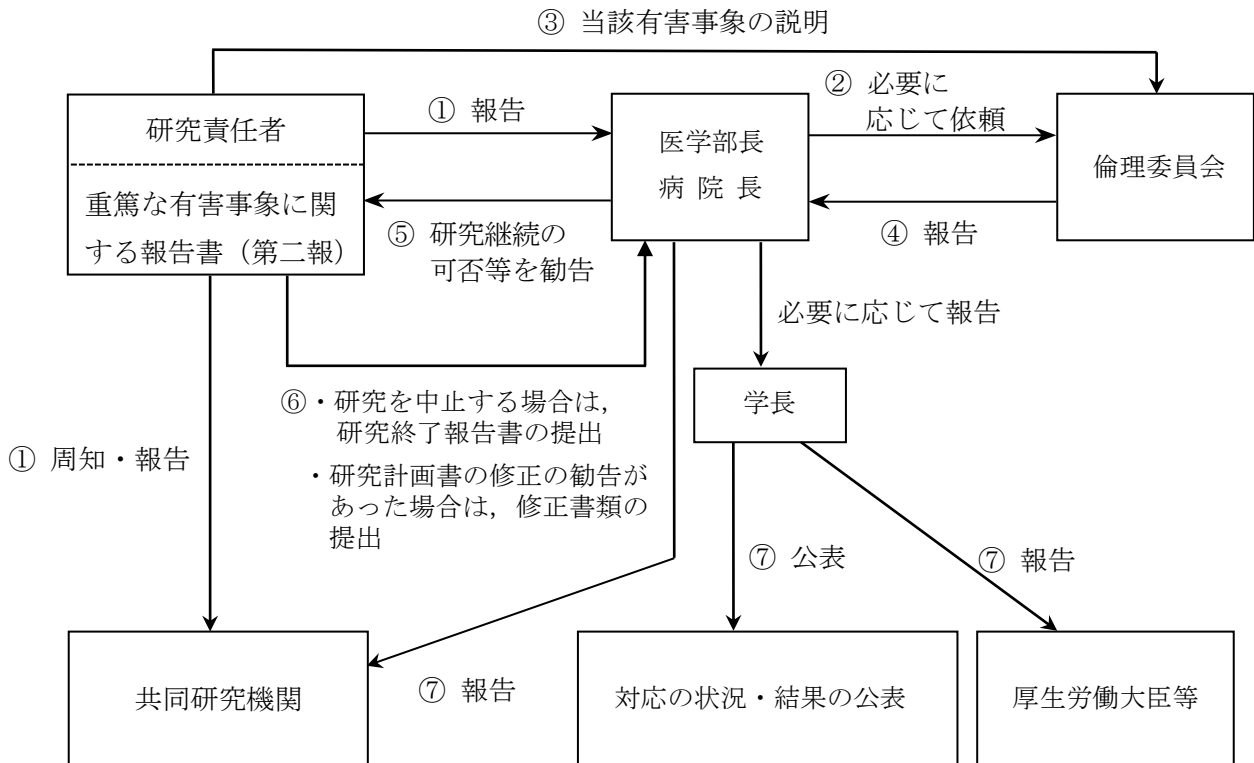 ③ 当該有害事象の説明
研究責任者
重篤な有害事象に関
する報告書（第二報）
① 報告
医学部長
病 院 長
② 必要に
応じて依頼
倫理委員会
④ 報告
⑤ 研究継続の
可否等を勧告
必要に応じて報告
学長
⑥・研究を中止する場合は，
研究終了報告書の提出
・研究計画書の修正の勧告が
あった場合は，修正書類の
提出
① 周知・報告
⑦ 公表
⑦ 報告
⑦ 報告
共同研究機関
対応の状況・結果の公表
厚生労働大臣等